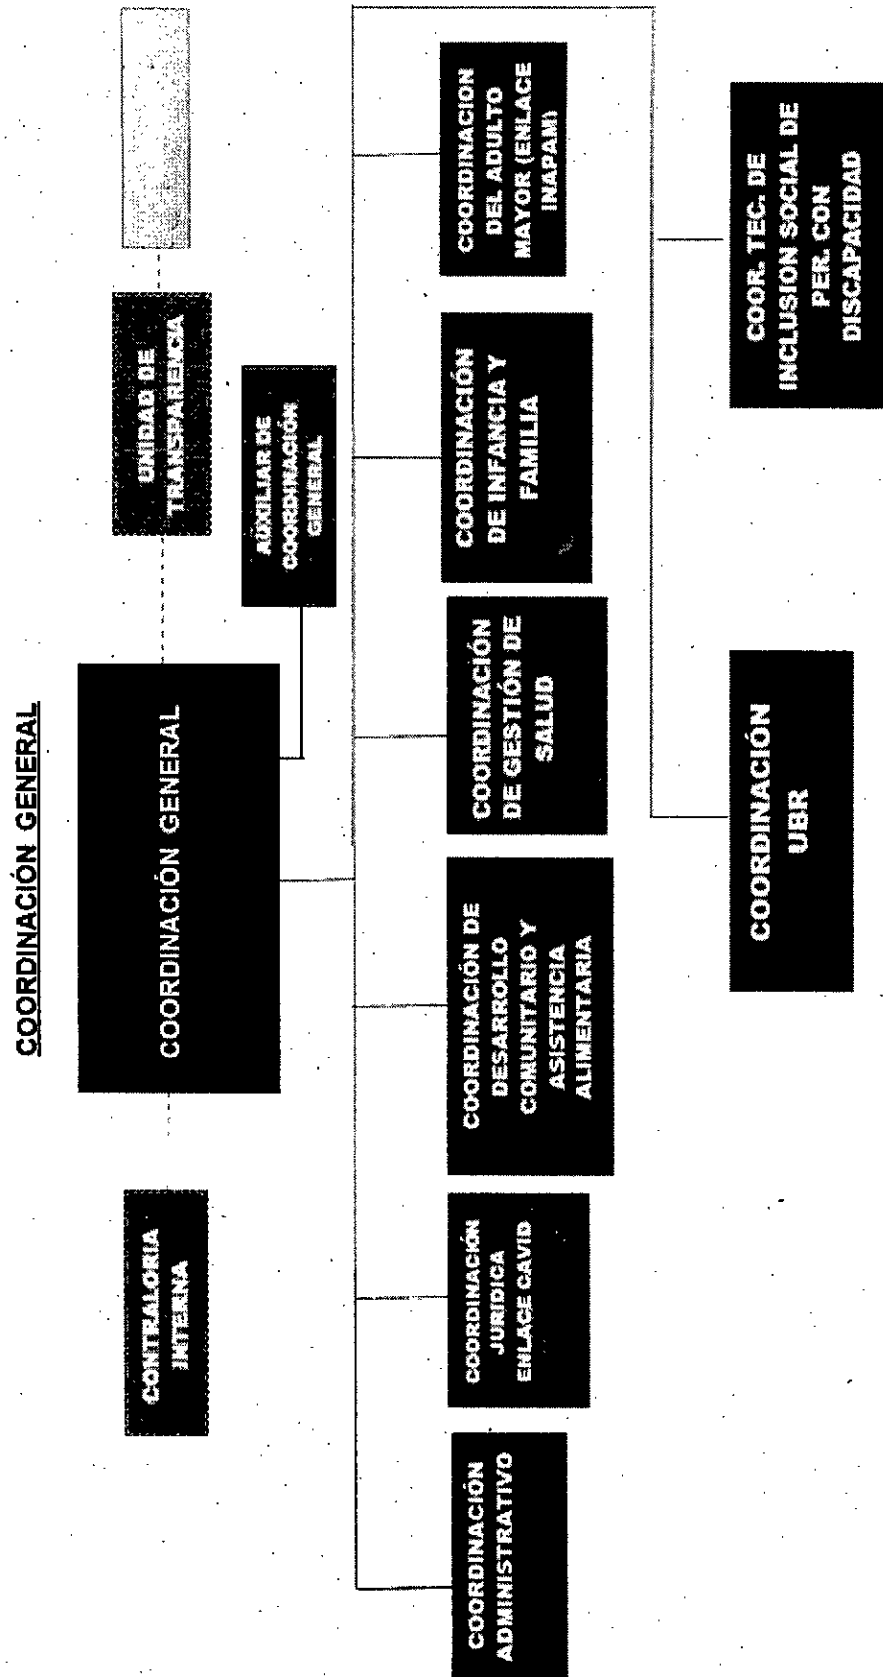 COORDINACIÓN GENERAL
CONTRALORIA
INTERNA
COORDINACIÓN GENERAL
UNIDAD DE
TRANSPARENCIA
AUXILIAR DE
COORDINACIÓN
GENERAL
COORDINACIÓN
ADMINISTRATIVO
COORDINACIÓN
JURIDICA
ENLACE CAVID
COORDINACIÓN DE
DESARROLLO
COMUNITARIO Y
ASISTENCIA
ALIMENTARIA
COORDINACIÓN
DE GESTIÓN DE
SALUD
COORDINACIÓN
DE INFANCIA Y
FAMILIA
COORDINACION
DEL ADULTO
MAYOR (ENLACE
INAPAM)
COORDINACIÓN
UBR
COOR. TEC. DE
INCLUSION SOCIAL DE
PER. CON
DISCAPACIDAD